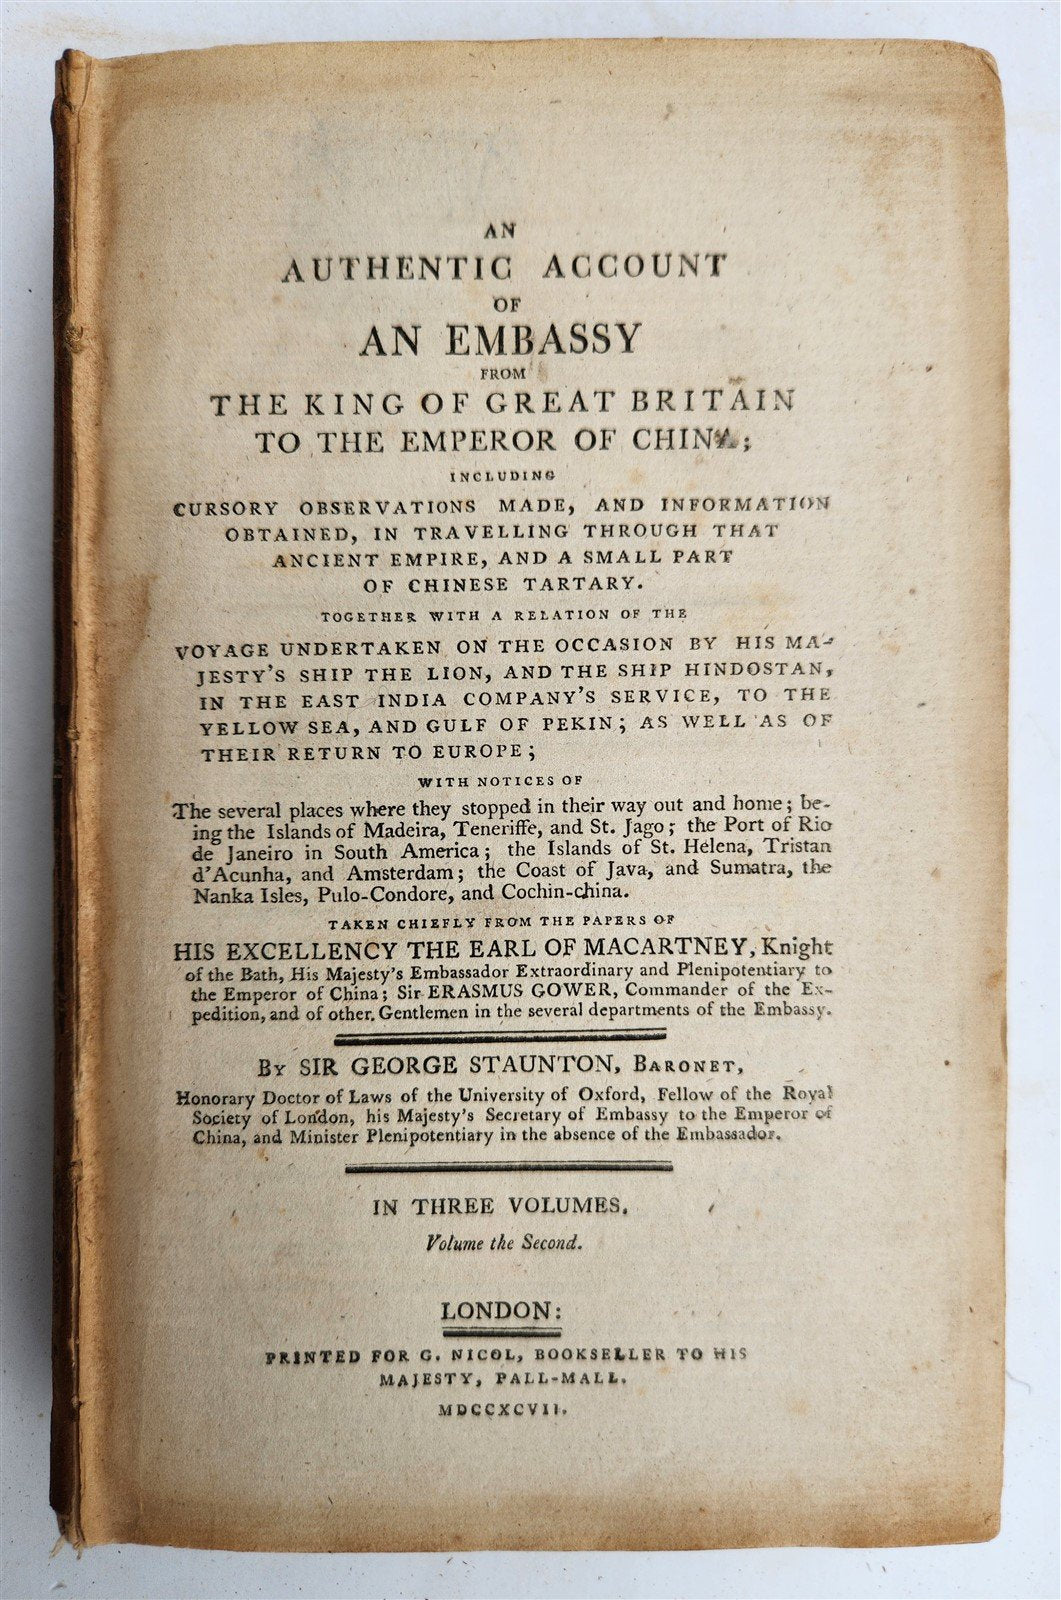 AN
AUTHENTIC ACCOUNT
OF
AN EMBASSY
FROM
THE KING OF GREAT BRITAIN
TO THE EMPEROR OF CHINA;
INCLUDING
CURSORY OBSERVATIONS MADE, AND INFORMATION
OBTAINED, IN TRAVELLING THROUGH THAT
ANCIENT EMPIRE, AND A SMALL PART
OF CHINESE TARTARY.
TOGETHER WITH A RELATION OF THE
VOYAGE UNDERTAKEN ON THE OCCASION BY HIS MA-
JESTY'S SHIP THE LION, AND THE SHIP HINDOSTAN,
IN THE EAST INDIA COMPANY'S SERVICE, TO THE
YELLOW SEA, AND GULF OF PEKIN; AS WELL AS OF
THEIR RETURN TO EUROPE;
WITH NOTICES OF
The several places where they stopped in their way out and home; be-
ing the Islands of Madeira, Teneriffe, and St. Jago; the Port of Rio
de Janeiro in South America; the Islands of St. Helena, Tristan
d'Acunha, and Amsterdam; the Coast of Java, and Sumatra, the
Nanka Isles, Pulo-Condore, and Cochin-china.
TAKEN CHIEFLY FROM THE PAPERS OF
HIS EXCELLENCY THE EARL OF MACARTNEY, Knight
of the Bath, His Majesty's Embassador Extraordinary and Plenipotentiary to
the Emperor of China; Sir ERASMUS GOWER, Commander of the Ex-
pedition, and of other Gentlemen in the several departments of the Embassy.
BY SIR GEORGE STAUNTON, BARONET,
Honorary Doctor of Laws of the University of Oxford, Fellow of the Royal
Society of London, his Majesty's Secretary of Embassy to the Emperor of
China, and Minister Plenipotentiary in the absence of the Embassador.
IN THREE VOLUMES.
Volume the Second.
LONDON:
PRINTED FOR G. NICOL, BOOKSELLER TO HIS
MAJESTY, PALL-MALL.
MDCCXCVII.